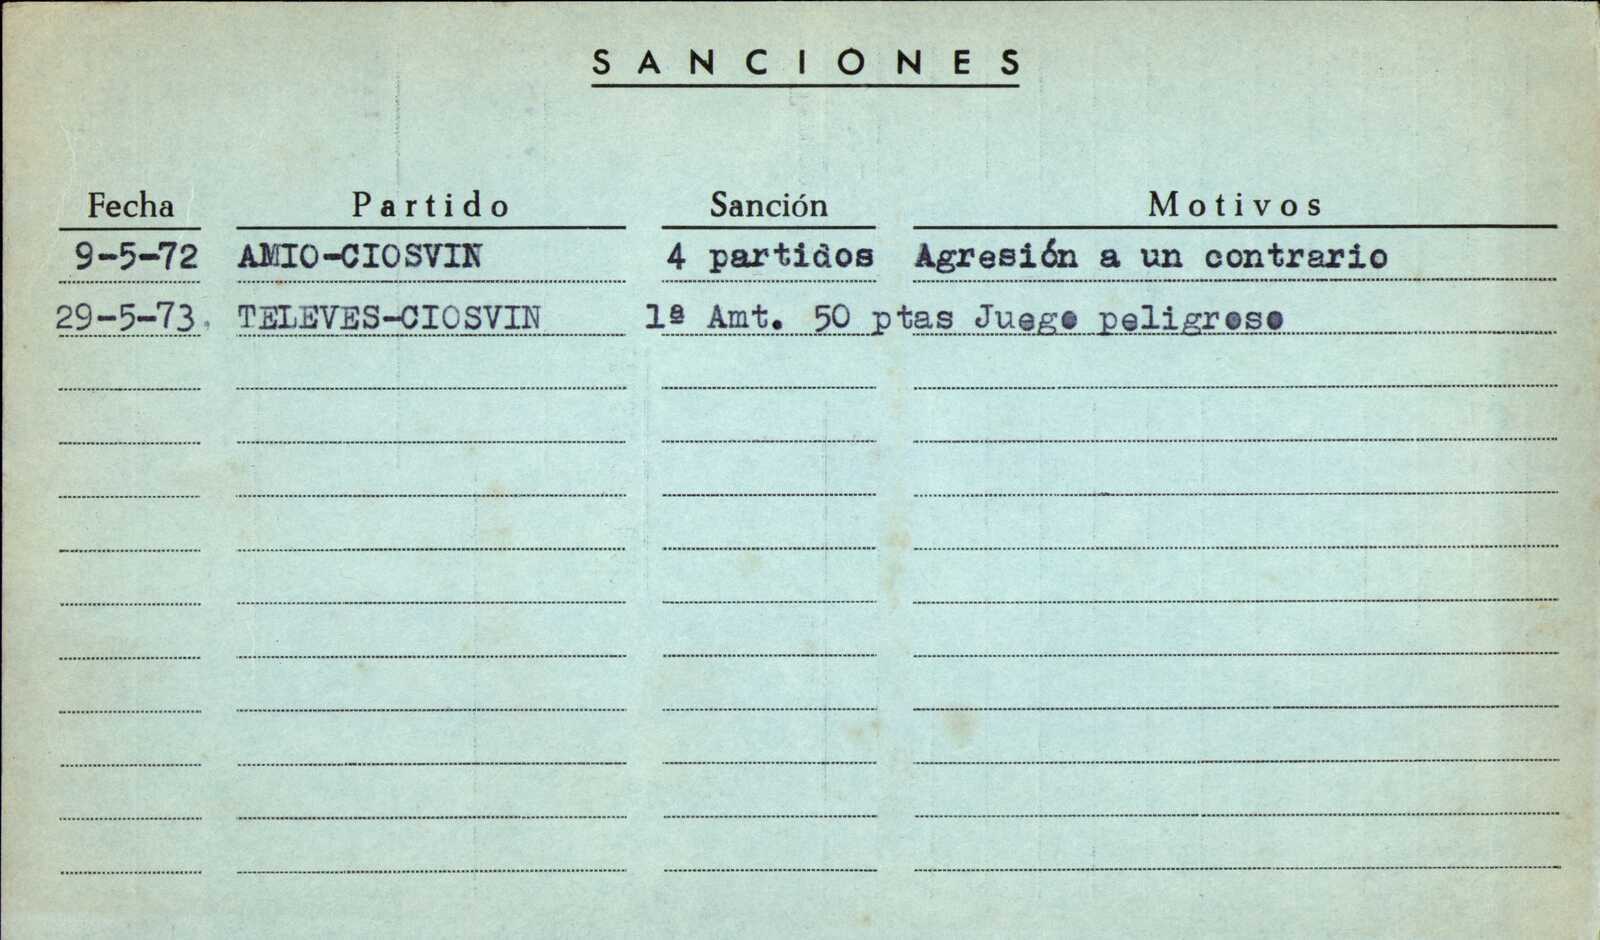 SANCIONES
Fecha Partido Sanción Motivos
9-5-72 AMIO-CIOSVIN 4 partidos Agresión a un contrario
29-5-73. TELEVES-CIOSVIN 1ª Amt. 50 ptas Juego peligroso